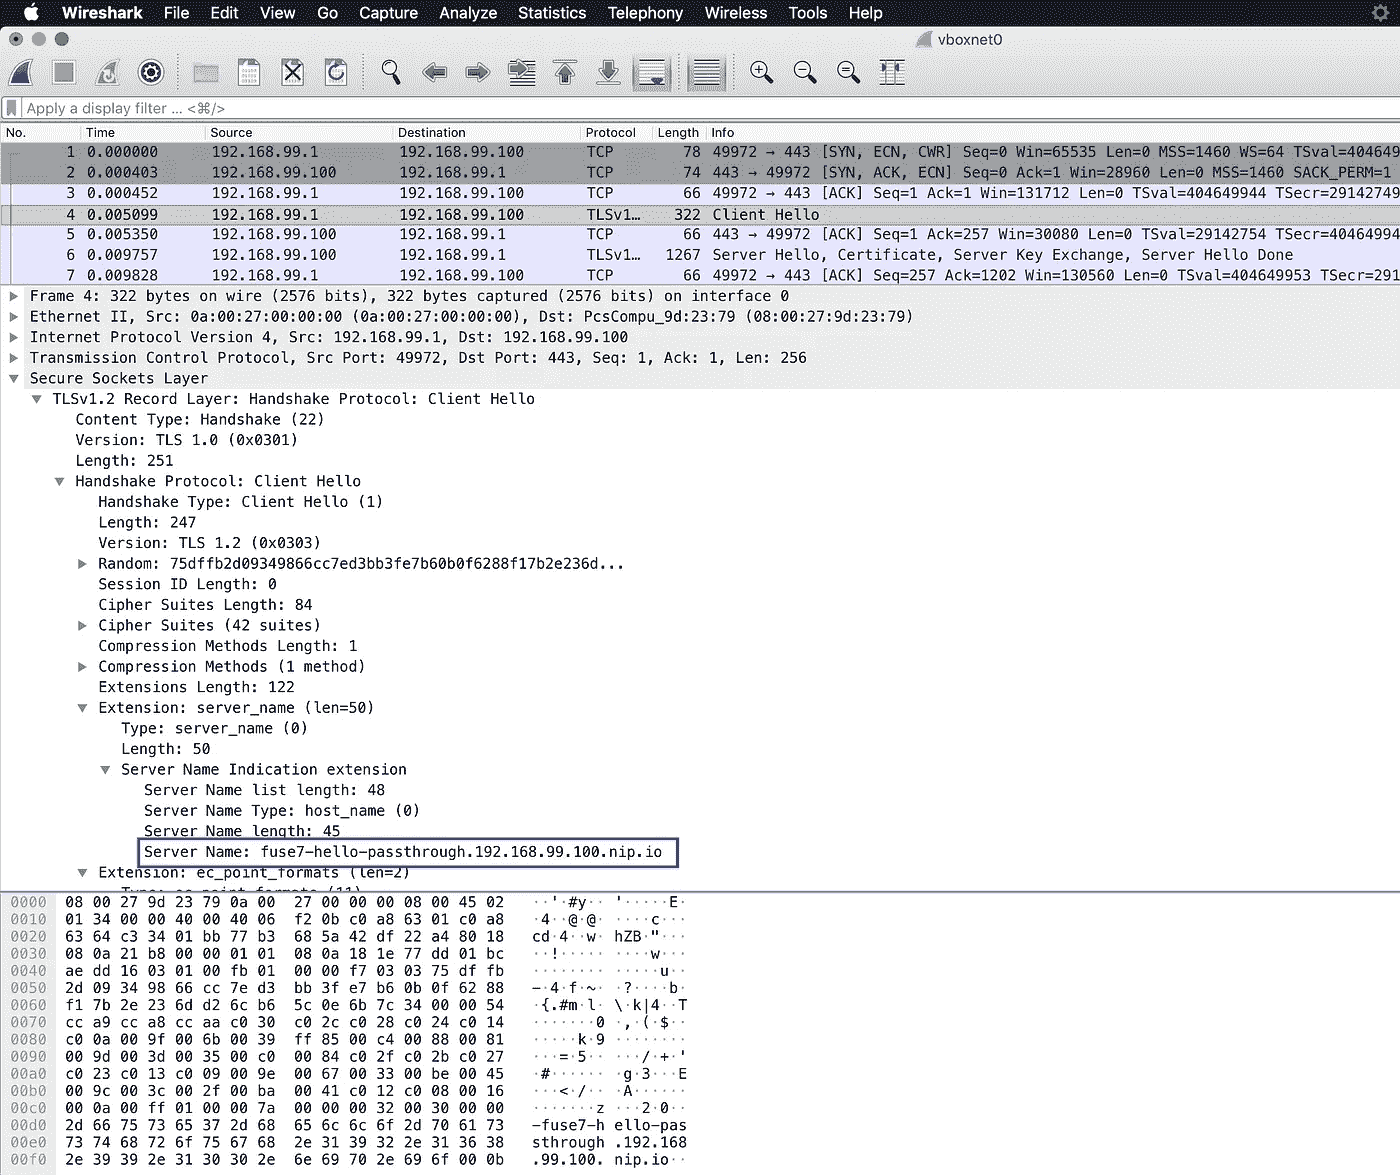 Wireshark File Edit View Go Capture Analyze Statistics Telephony Wireless Tools Help
vboxnet0
Apply a display filter ... <⌘/>
No. Time Source Destination Protocol Length Info
1 0.000000 192.168.99.1 192.168.99.100 TCP 78 49972 → 443 [SYN, ECN, CWR] Seq=0 Win=65535 Len=0 MSS=1460 WS=64 TSval=404649
2 0.000403 192.168.99.100 192.168.99.1 TCP 74 443 → 49972 [SYN, ACK, ECN] Seq=0 Ack=1 Win=28960 Len=0 MSS=1460 SACK_PERM=1
3 0.000452 192.168.99.1 192.168.99.100 TCP 66 49972 → 443 [ACK] Seq=1 Ack=1 Win=131712 Len=0 TSval=404649944 TSecr=29142749
4 0.005099 192.168.99.1 192.168.99.100 TLSv1… 322 Client Hello
5 0.005350 192.168.99.100 192.168.99.1 TCP 66 443 → 49972 [ACK] Seq=1 Ack=257 Win=30080 Len=0 TSval=29142754 TSecr=40464994
6 0.009757 192.168.99.100 192.168.99.1 TLSv1… 1267 Server Hello, Certificate, Server Key Exchange, Server Hello Done
7 0.009828 192.168.99.1 192.168.99.100 TCP 66 49972 → 443 [ACK] Seq=257 Ack=1202 Win=130560 Len=0 TSval=404649953 TSecr=291
Frame 4: 322 bytes on wire (2576 bits), 322 bytes captured (2576 bits) on interface 0
Ethernet II, Src: 0a:00:27:00:00:00 (0a:00:27:00:00:00), Dst: PcsCompu_9d:23:79 (08:00:27:9d:23:79)
Internet Protocol Version 4, Src: 192.168.99.1, Dst: 192.168.99.100
Transmission Control Protocol, Src Port: 49972, Dst Port: 443, Seq: 1, Ack: 1, Len: 256
Secure Sockets Layer
TLSv1.2 Record Layer: Handshake Protocol: Client Hello
Content Type: Handshake (22)
Version: TLS 1.0 (0x0301)
Length: 251
Handshake Protocol: Client Hello
Handshake Type: Client Hello (1)
Length: 247
Version: TLS 1.2 (0x0303)
Random: 75dffb2d09349866cc7ed3bb3fe7b60b0f6288f17b2e236d...
Session ID Length: 0
Cipher Suites Length: 84
Cipher Suites (42 suites)
Compression Methods Length: 1
Compression Methods (1 method)
Extensions Length: 122
Extension: server_name (len=50)
Type: server_name (0)
Length: 50
Server Name Indication extension
Server Name list length: 48
Server Name Type: host_name (0)
Server Name length: 45
Server Name: fuse7-hello-passthrough.192.168.99.100.nip.io
Extension: ec_point_formats (len=2)
Type: ec_point_formats (11)
0000 08 00 27 9d 23 79 0a 00 27 00 00 00 08 00 45 02 ··'·#y·· '·····E·
0010 01 34 00 00 40 00 40 06 f2 0b c0 a8 63 01 c0 a8 ·4··@·@· ····c···
0020 63 64 c3 34 01 bb 77 b3 68 5a 42 df 22 a4 80 18 cd·4··w· hZB·"···
0030 08 0a 21 b8 00 00 01 01 08 0a 18 1e 77 dd 01 bc ··!····· ····w···
0040 ae dd 16 03 01 00 fb 01 00 00 f7 03 03 75 df fb ········ ·····u··
0050 2d 09 34 98 66 cc 7e d3 bb 3f e7 b6 0b 0f 62 88 -·4·f·~· ·?····b·
0060 f1 7b 2e 23 6d d2 6c b6 5c 0e 6b 7c 34 00 00 54 ·{.#m·l· \·k|4··T
0070 cc a9 cc a8 cc aa c0 30 c0 2c c0 28 c0 24 c0 14 ·······0 ·,·(·$··
0080 c0 0a 00 9f 00 6b 00 39 ff 85 00 c4 00 88 00 81 ·····k·9 ········
0090 00 9d 00 3d 00 35 00 c0 00 84 c0 2f c0 2b c0 27 ···=·5·· ···/·+·'
00a0 c0 23 c0 13 c0 09 00 9e 00 67 00 33 00 be 00 45 ·#······ ·g·3···E
00b0 00 9c 00 3c 00 2f 00 ba 00 41 c0 12 c0 08 00 16 ···<·/·· ·A······
00c0 00 0a 00 ff 01 00 00 7a 00 00 00 32 00 30 00 00 ·······z ···2·0··
00d0 2d 66 75 73 65 37 2d 68 65 6c 6c 6f 2d 70 61 73 -fuse7-h ello-pas
00e0 73 74 68 72 6f 75 67 68 2e 31 39 32 2e 31 36 38 sthrough .192.168
00f0 2e 39 39 2e 31 30 30 2e 6e 69 70 2e 69 6f 00 0b .99.100. nip.io··